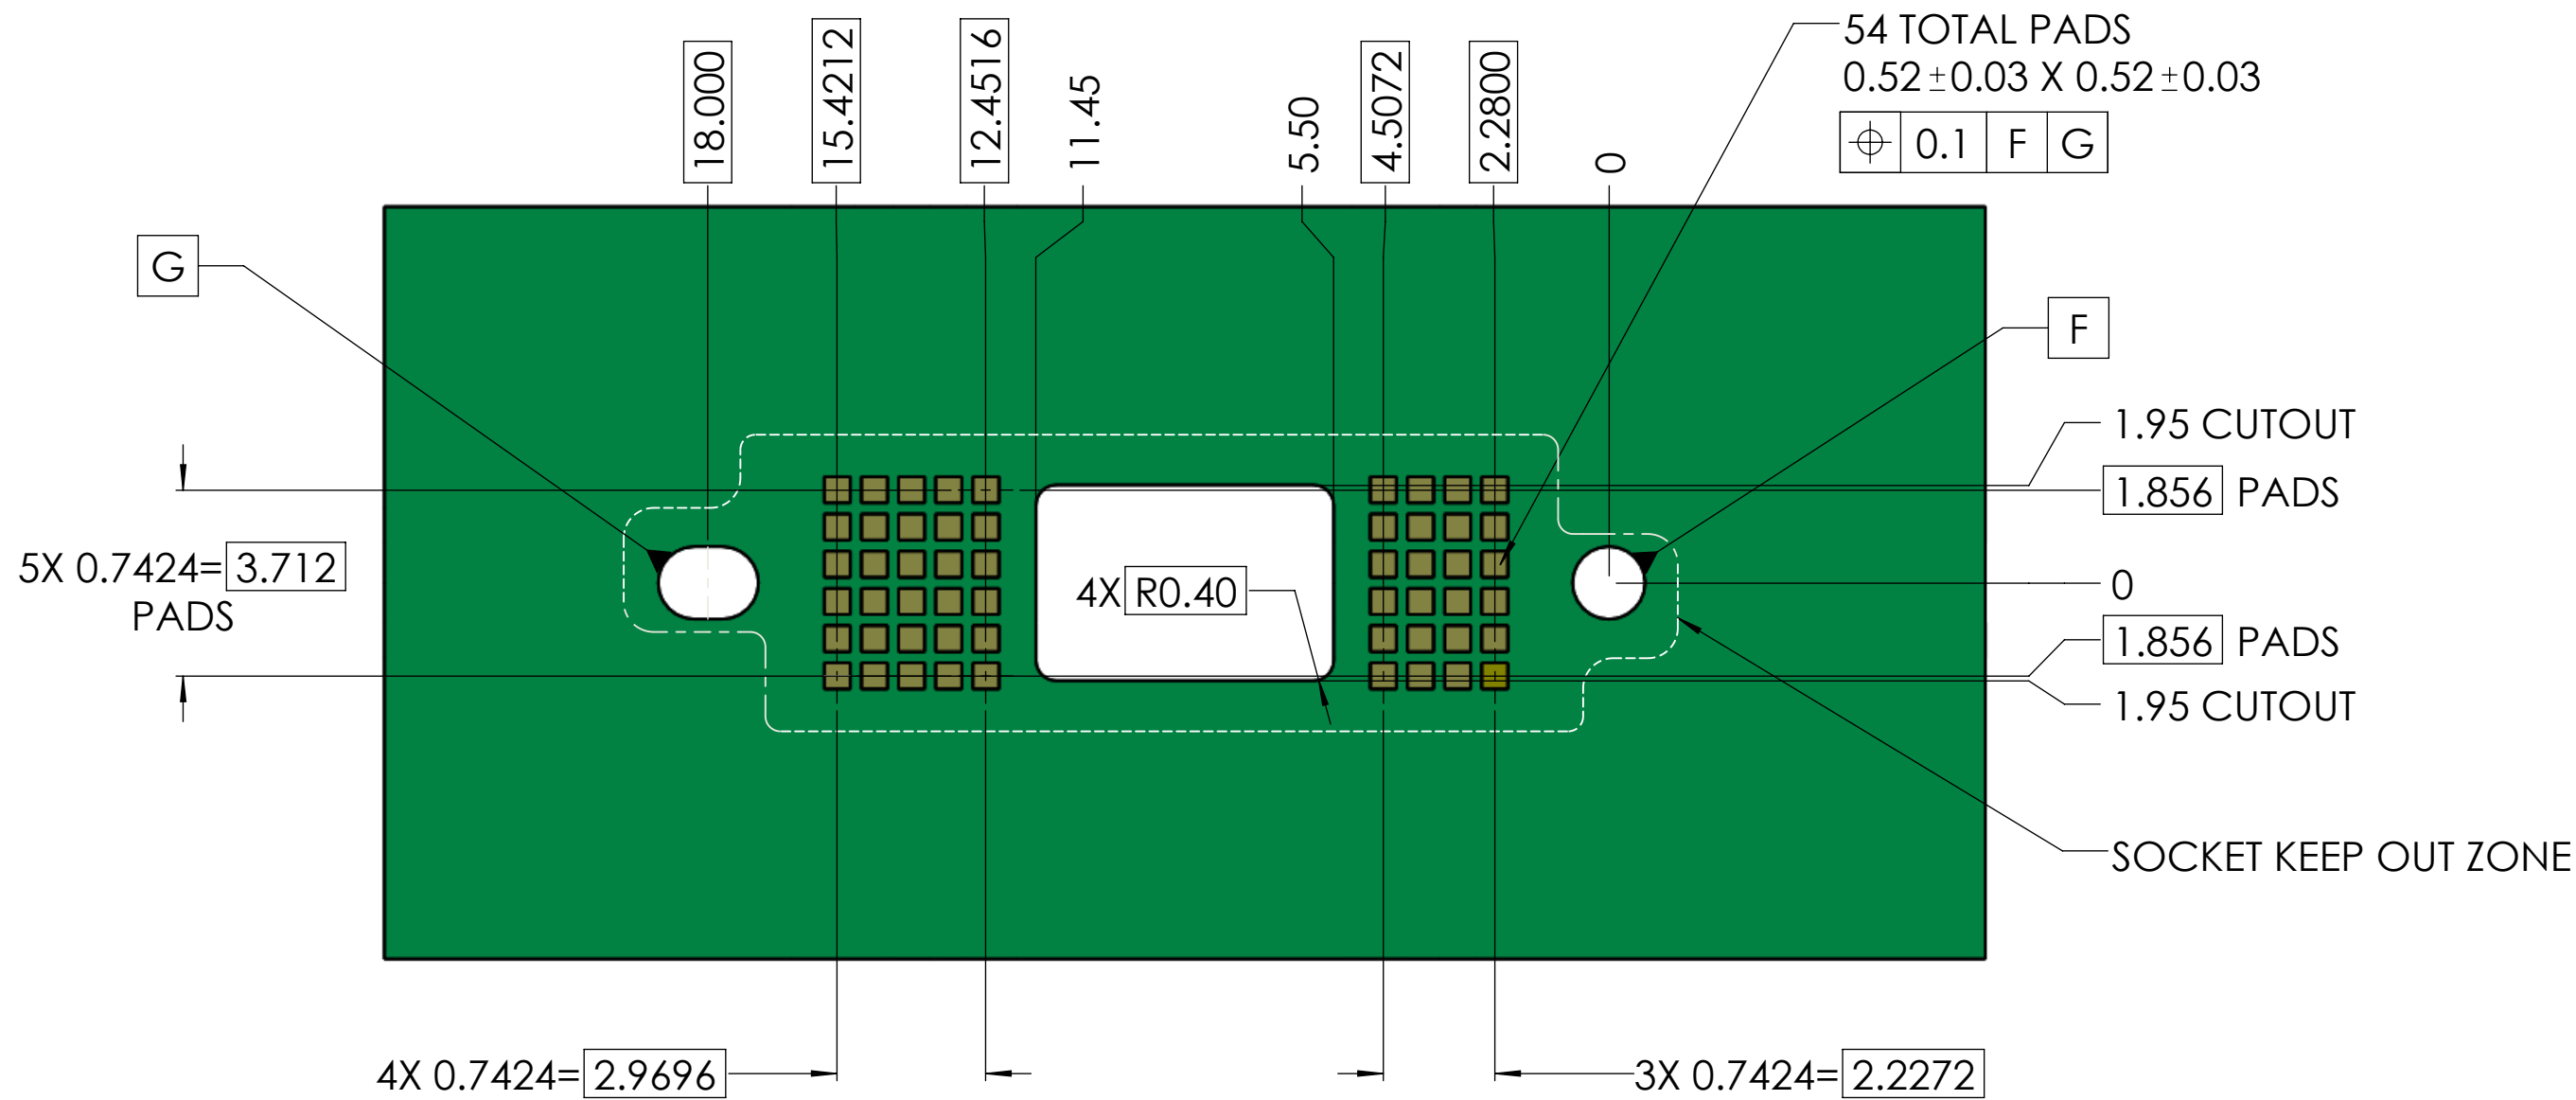 54 TOTAL PADS
0.52±0.03 X 0.52±0.03
⌖ 0.1 F G
18.000
15.4212
12.4516
11.45
5.50
4.5072
2.2800
0
G
F
1.95 CUTOUT
1.856 PADS
0
1.856 PADS
1.95 CUTOUT
5X 0.7424=3.712
PADS
4X R0.40
SOCKET KEEP OUT ZONE
4X 0.7424=2.9696
3X 0.7424=2.2272